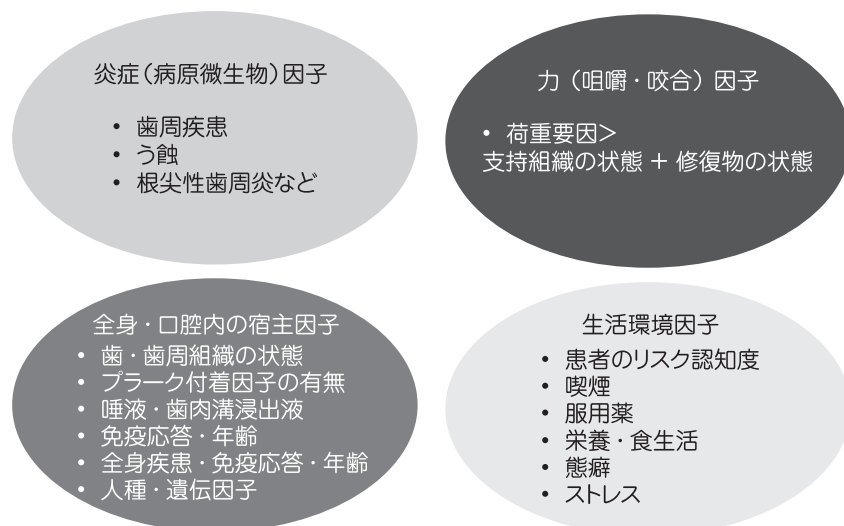 炎症（病原微生物）因子
• 歯周疾患
• う蝕
• 根尖性歯周炎など
力（咀嚼・咬合）因子
• 荷重要因>
支持組織の状態 + 修復物の状態
全身・口腔内の宿主因子
• 歯・歯周組織の状態
• プラーク付着因子の有無
• 唾液・歯肉溝浸出液
• 免疫応答・年齢
• 全身疾患・免疫応答・年齢
• 人種・遺伝因子
生活環境因子
• 患者のリスク認知度
• 喫煙
• 服用薬
• 栄養・食生活
• 態癖
• ストレス